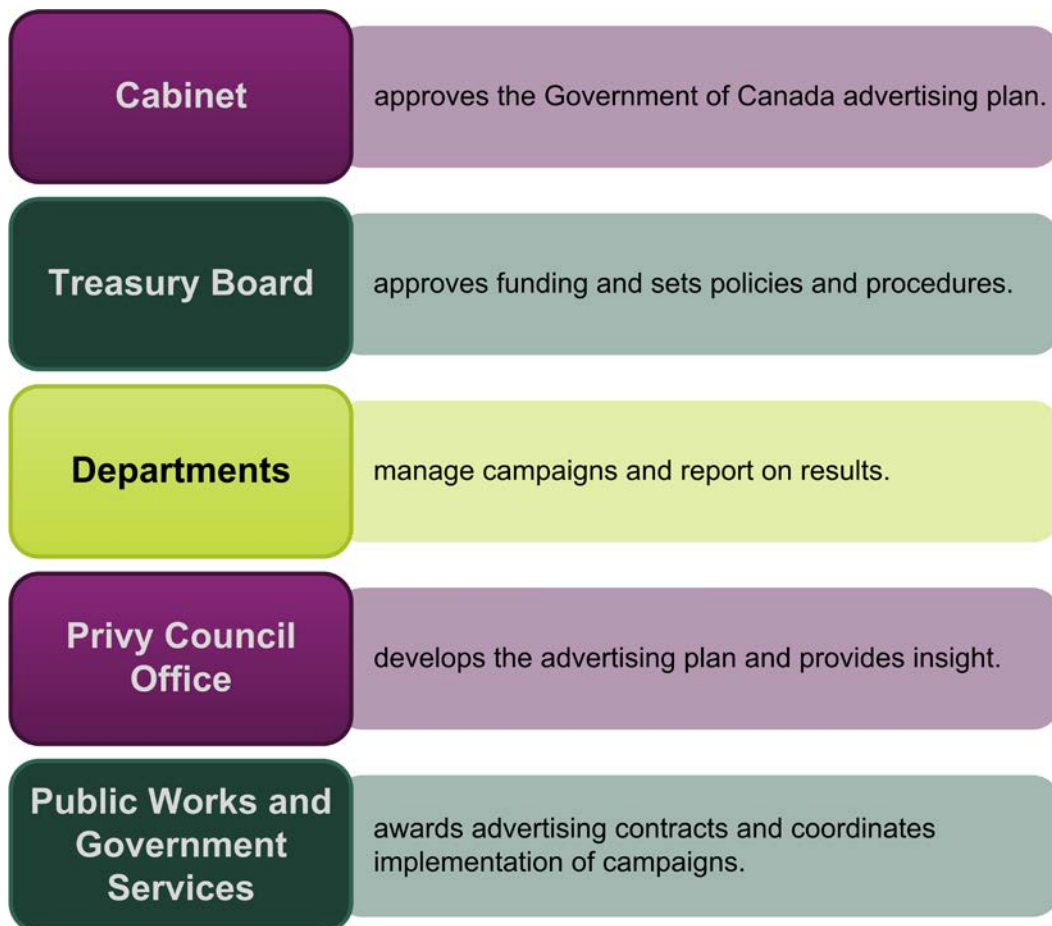 Cabinet
approves the Government of Canada advertising plan.
Treasury Board
approves funding and sets policies and procedures.
Departments
manage campaigns and report on results.
Privy Council
Office
develops the advertising plan and provides insight.
Public Works and
Government
Services
awards advertising contracts and coordinates
implementation of campaigns.